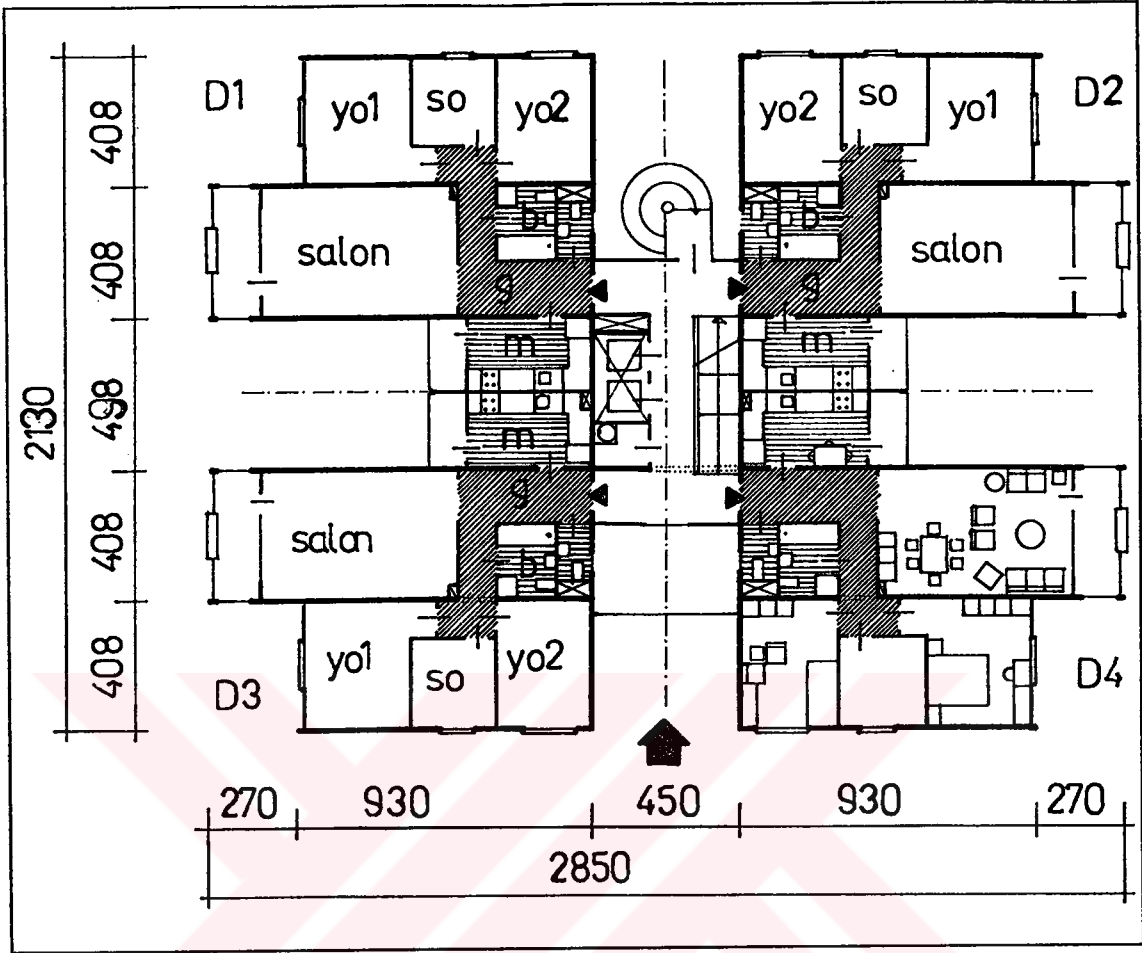 D1 yo1 so yo2 yo2 so yo1 D2
408
b b
salon salon
408
g g
m m
2130
498
m
g
salon
408
b
yo1 so yo2
408
D3 D4
270 930 450 930 270
2850